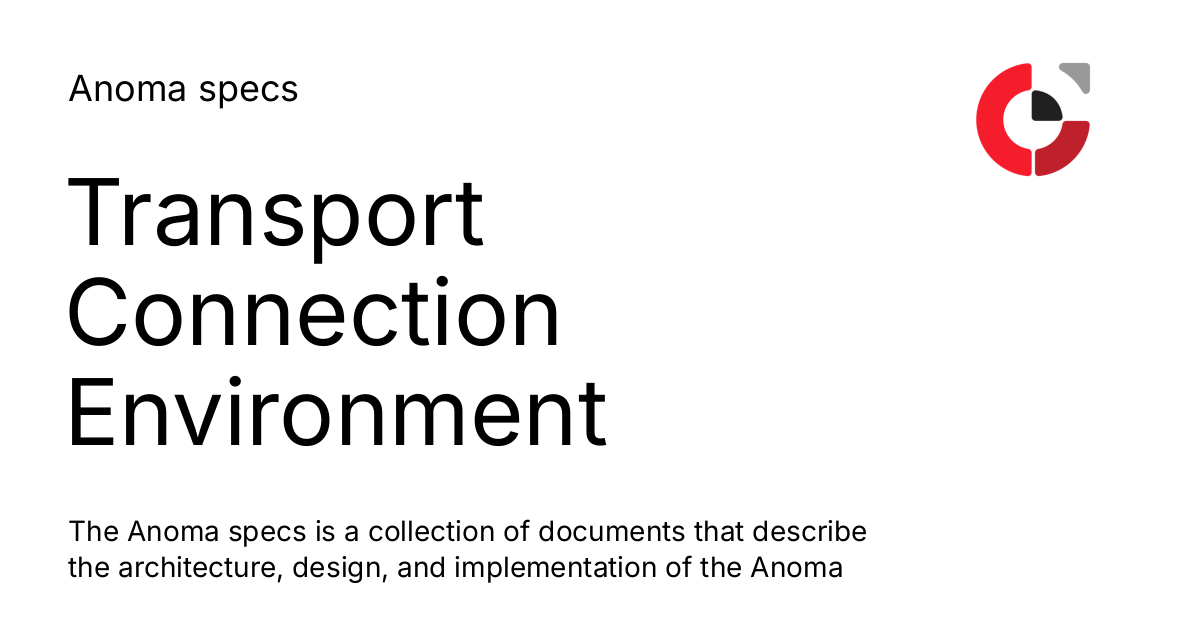 Anoma specs
Transport
Connection
Environment
The Anoma specs is a collection of documents that describe
the architecture, design, and implementation of the Anoma